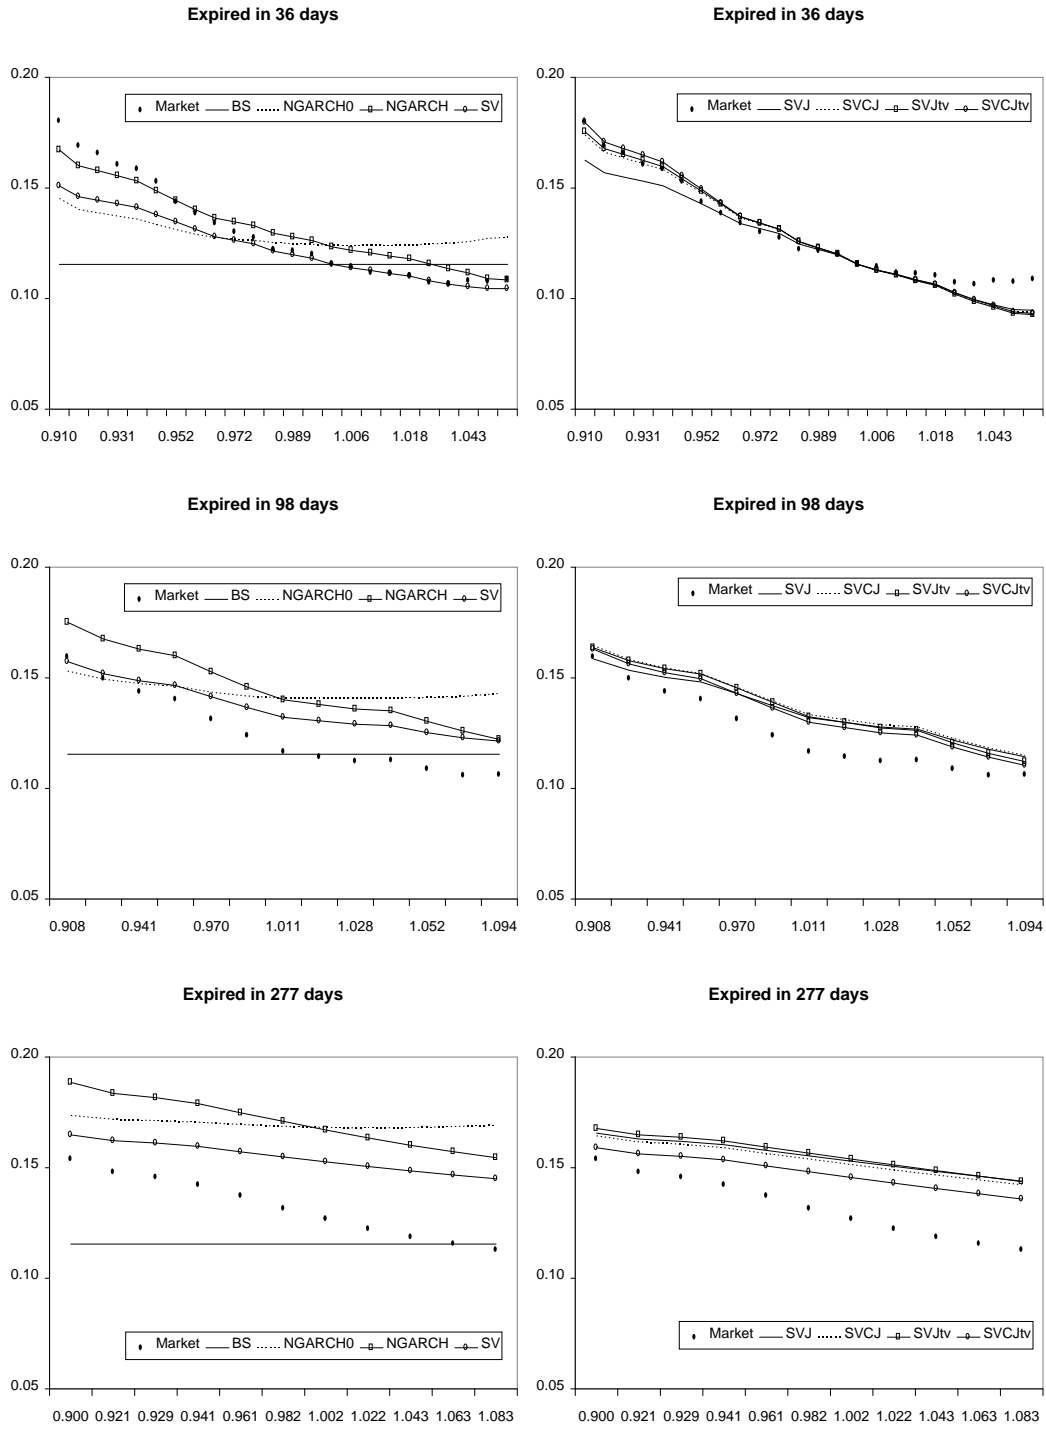 Expired in 36 days
0.20
Market BS NGARCH0 NGARCH SV
0.15
0.10
0.05
0.910 0.931 0.952 0.972 0.989 1.006 1.018 1.043
Expired in 36 days
0.20
Market SVJ SVCJ SVJtv SVCJtv
0.15
0.10
0.05
0.910 0.931 0.952 0.972 0.989 1.006 1.018 1.043
Expired in 98 days
0.20
Market BS NGARCH0 NGARCH SV
0.15
0.10
0.05
0.908 0.941 0.970 1.011 1.028 1.052 1.094
Expired in 98 days
0.20
Market SVJ SVCJ SVJtv SVCJtv
0.15
0.10
0.05
0.908 0.941 0.970 1.011 1.028 1.052 1.094
Expired in 277 days
0.20
0.15
0.10
Market BS NGARCH0 NGARCH SV
0.05
0.900 0.921 0.929 0.941 0.961 0.982 1.002 1.022 1.043 1.063 1.083
Expired in 277 days
0.20
0.15
0.10
Market SVJ SVCJ SVJtv SVCJtv
0.05
0.900 0.921 0.929 0.941 0.961 0.982 1.002 1.022 1.043 1.063 1.083